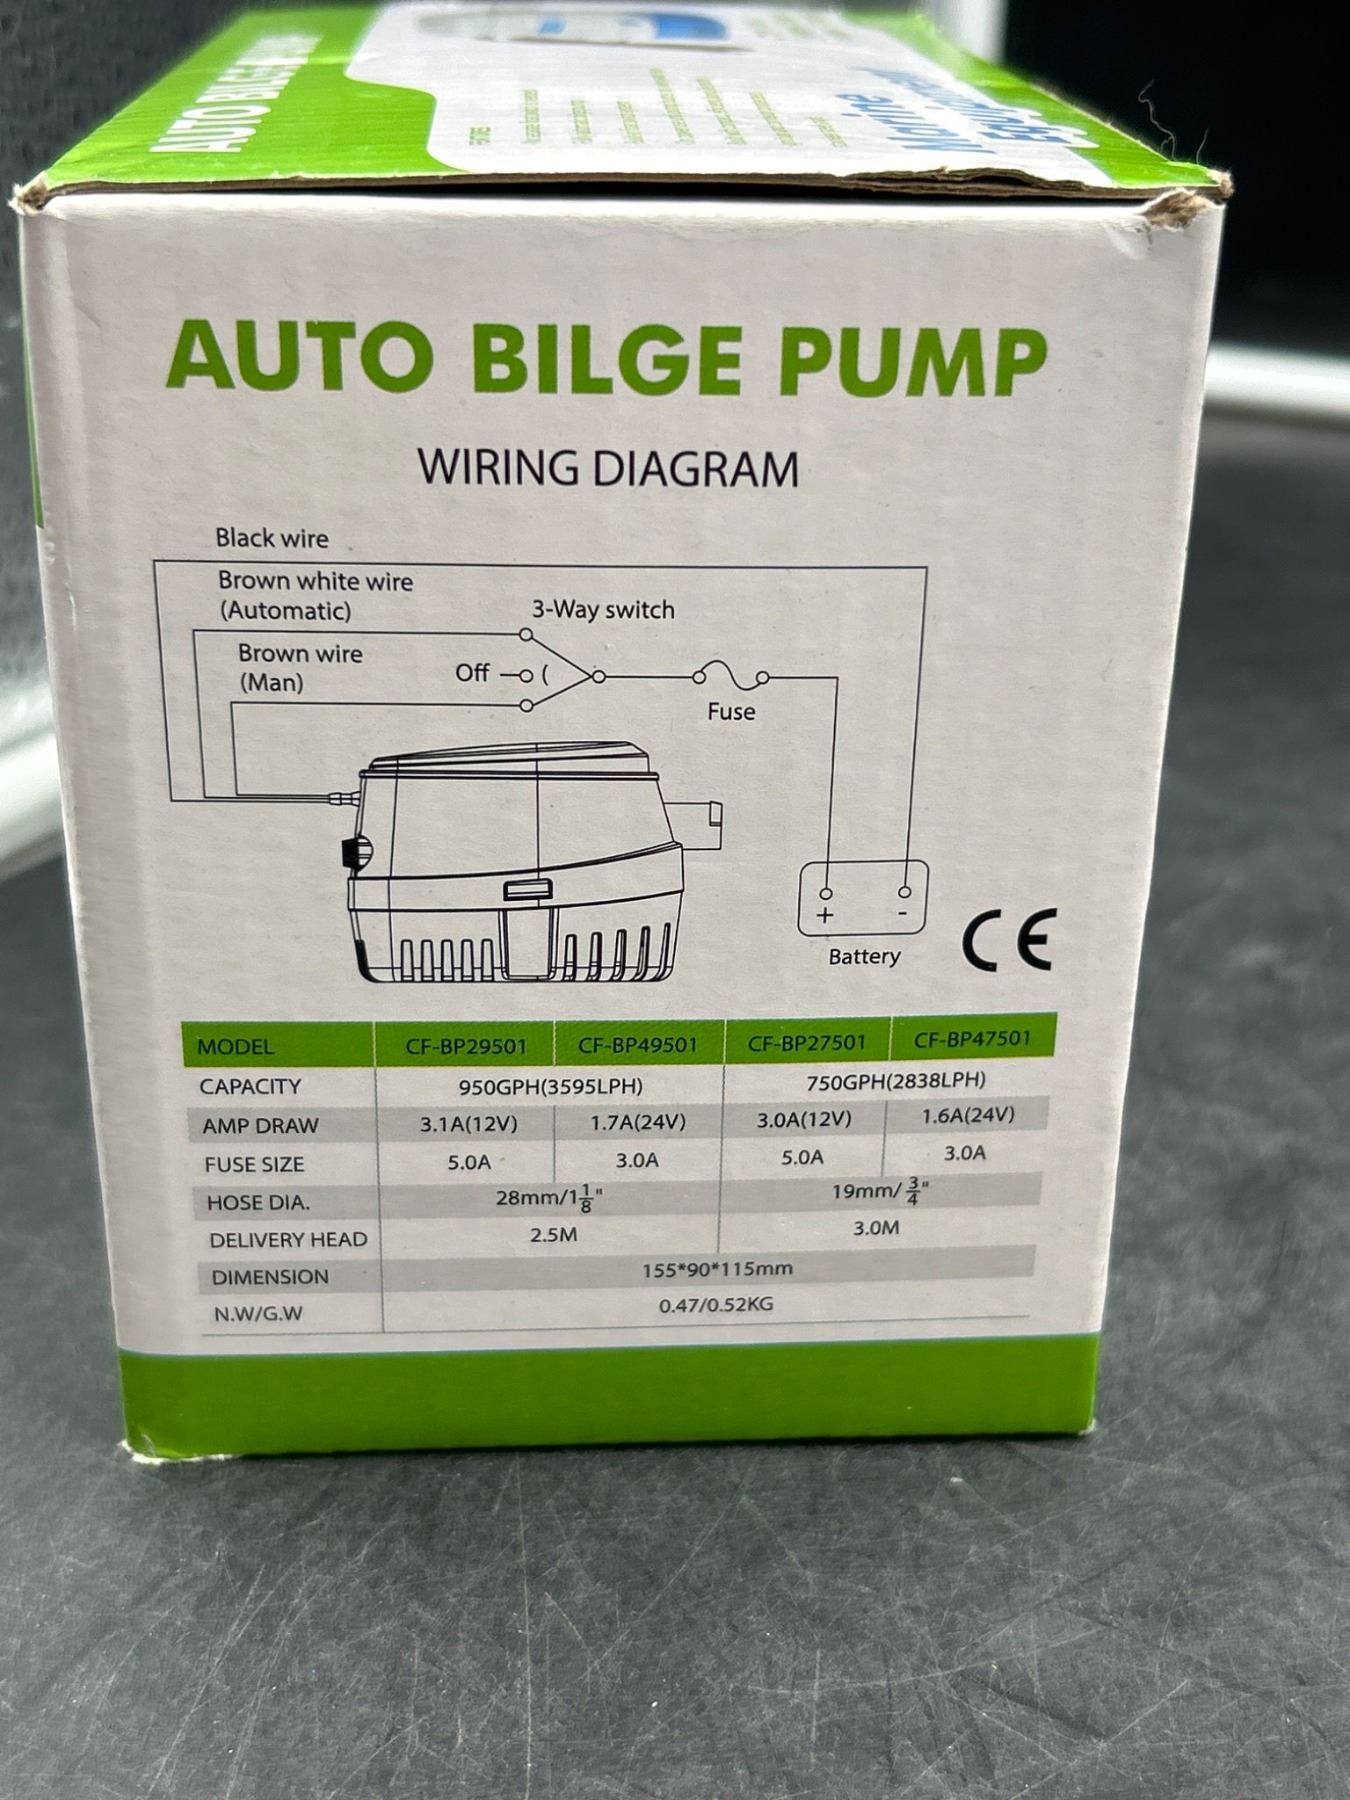 AUTO BILGE
Marine
AUTO BILGE PUMP
WIRING DIAGRAM
Black wire
Brown white wire
(Automatic)
3-Way switch
Brown wire
(Man)
Off
Fuse
+ -
Battery
CE
MODEL CF-BP29501 CF-BP49501 CF-BP27501 CF-BP47501
CAPACITY 950GPH(3595LPH) 750GPH(2838LPH)
AMP DRAW 3.1A(12V) 1.7A(24V) 3.0A(12V) 1.6A(24V)
FUSE SIZE 5.0A 3.0A 5.0A 3.0A
HOSE DIA. 28mm/1 1/8" 19mm/ 3/4"
DELIVERY HEAD 2.5M 3.0M
DIMENSION 155*90*115mm
N.W/G.W 0.47/0.52KG